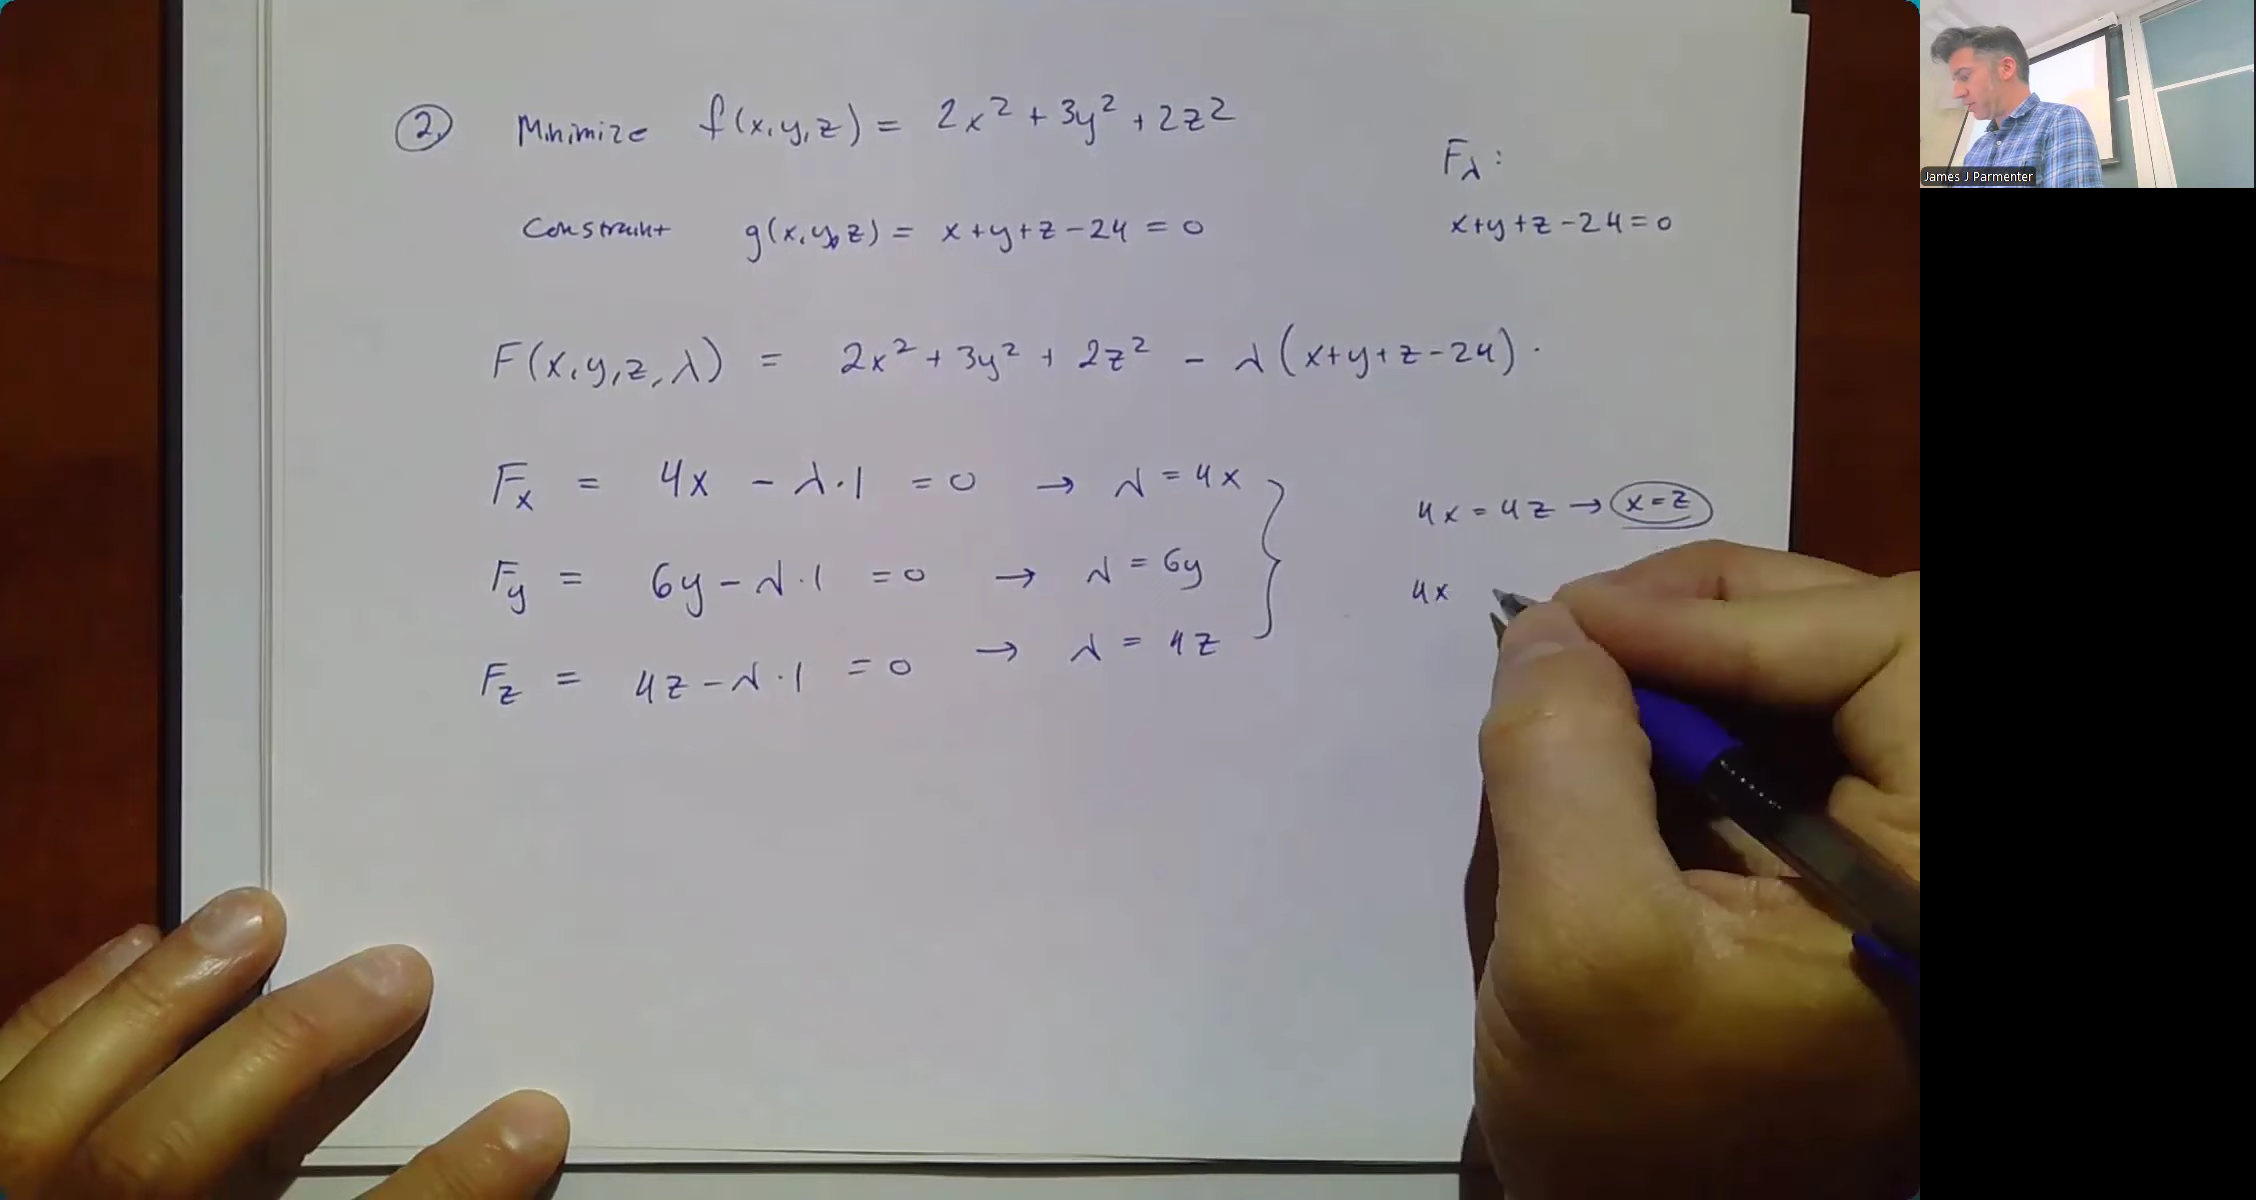 ② Minimize f(x,y,z) = 2x² + 3y² + 2z²
Constraint g(x,y,z) = x+y+z-24 = 0
Fλ:
x+y+z-24=0
F(x,y,z,λ) = 2x² + 3y² + 2z² - λ(x+y+z-24).
Fx = 4x - λ·1 = 0 → λ = 4x
Fy = 6y - λ·1 = 0 → λ = 6y
Fz = 4z - λ·1 = 0 → λ = 4z
4x = 4z → x=z
4x
James J Parmenter